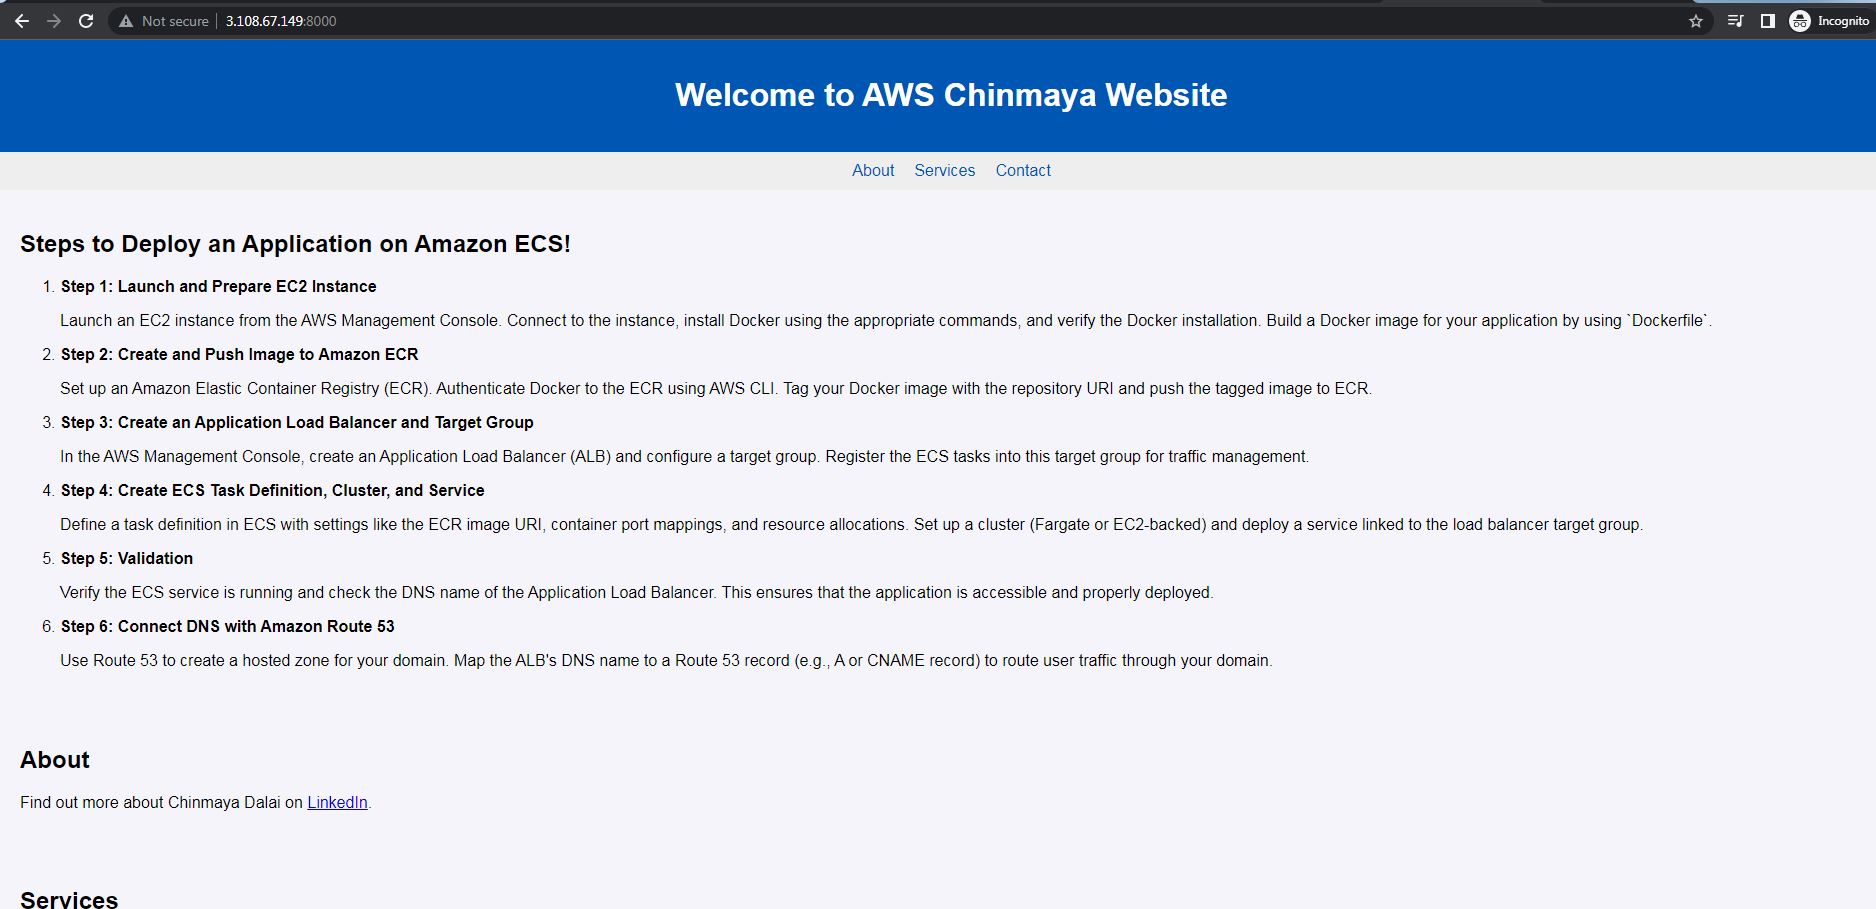 Not secure 3.108.67.149:8000 Incognito
Welcome to AWS Chinmaya Website
About Services Contact
Steps to Deploy an Application on Amazon ECS!
1. Step 1: Launch and Prepare EC2 Instance
Launch an EC2 instance from the AWS Management Console. Connect to the instance, install Docker using the appropriate commands, and verify the Docker installation. Build a Docker image for your application by using `Dockerfile`.
2. Step 2: Create and Push Image to Amazon ECR
Set up an Amazon Elastic Container Registry (ECR). Authenticate Docker to the ECR using AWS CLI. Tag your Docker image with the repository URI and push the tagged image to ECR.
3. Step 3: Create an Application Load Balancer and Target Group
In the AWS Management Console, create an Application Load Balancer (ALB) and configure a target group. Register the ECS tasks into this target group for traffic management.
4. Step 4: Create ECS Task Definition, Cluster, and Service
Define a task definition in ECS with settings like the ECR image URI, container port mappings, and resource allocations. Set up a cluster (Fargate or EC2-backed) and deploy a service linked to the load balancer target group.
5. Step 5: Validation
Verify the ECS service is running and check the DNS name of the Application Load Balancer. This ensures that the application is accessible and properly deployed.
6. Step 6: Connect DNS with Amazon Route 53
Use Route 53 to create a hosted zone for your domain. Map the ALB's DNS name to a Route 53 record (e.g., A or CNAME record) to route user traffic through your domain.
About
Find out more about Chinmaya Dalai on LinkedIn.
Services